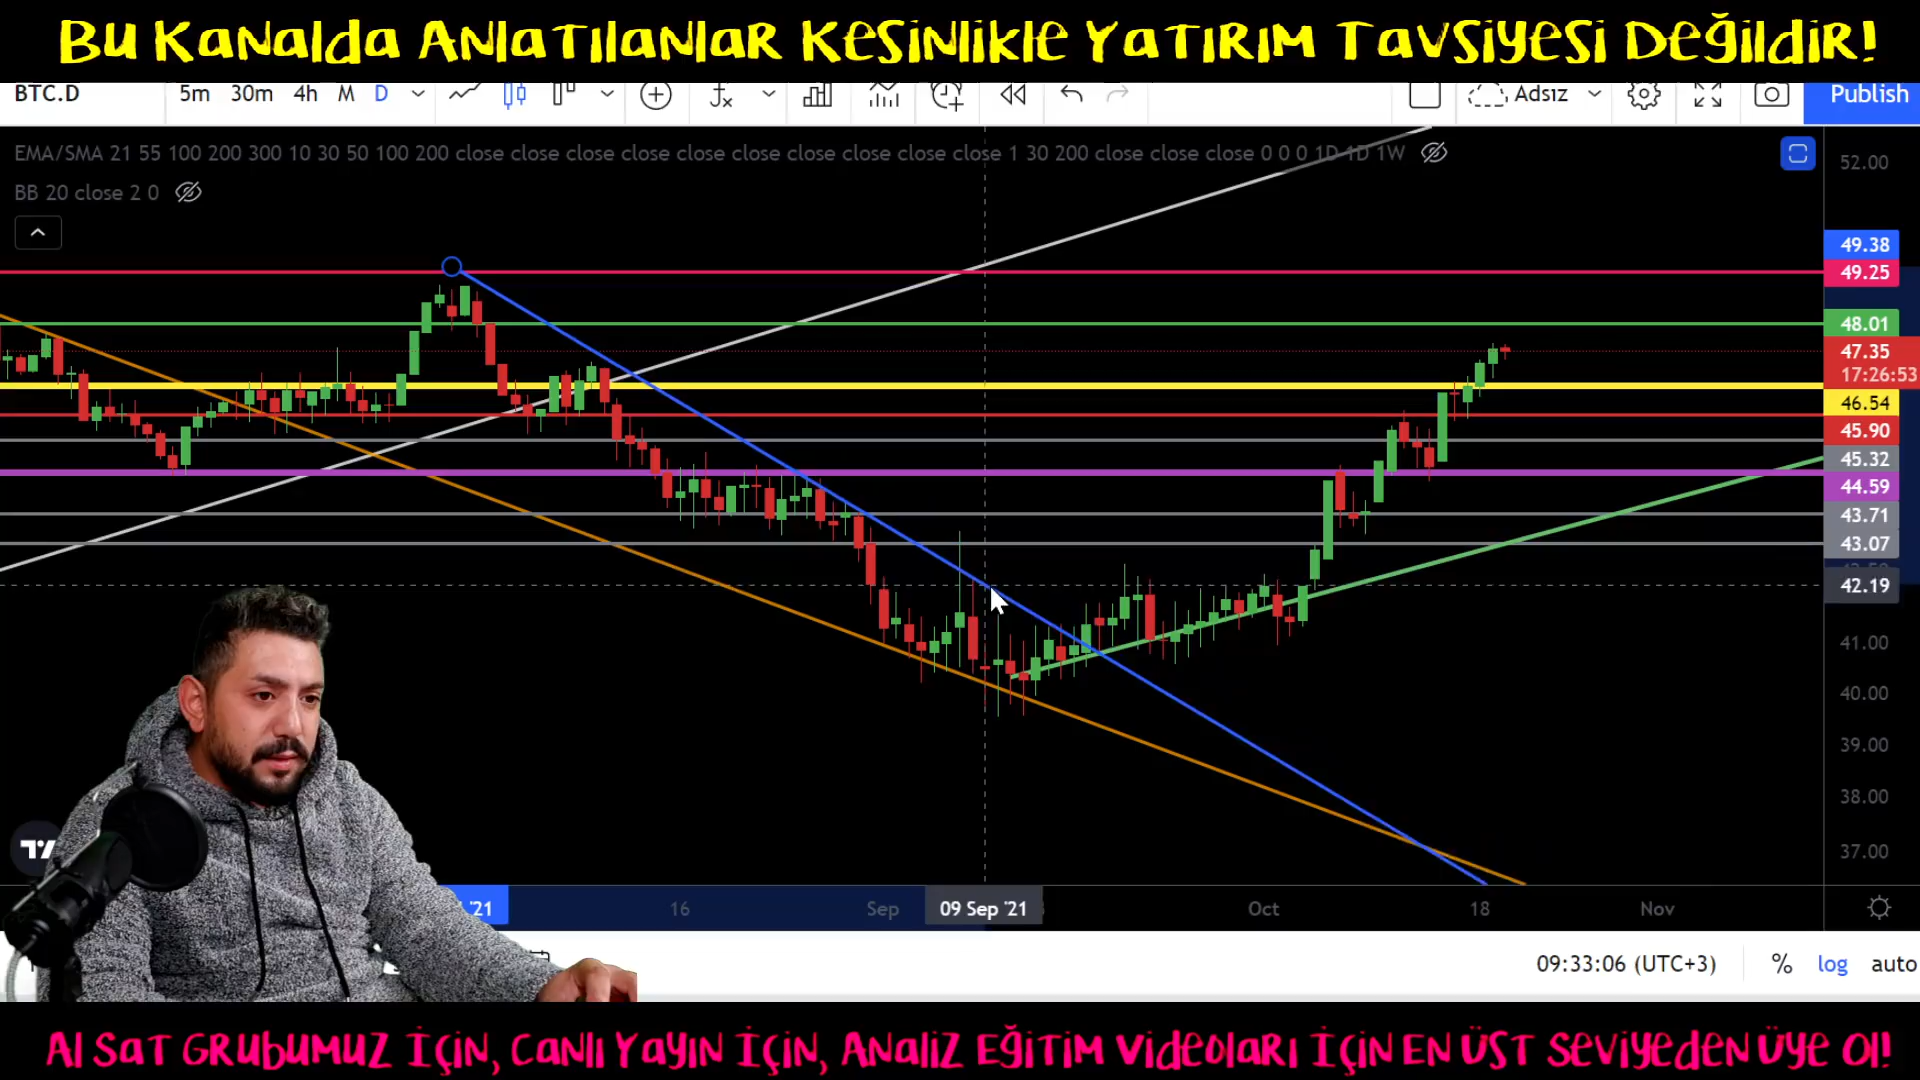 Bu Kanalda Anlatılanlar Kesinlikle Yatırım Tavsiyesi Değildir!
BTC.D 5m 30m 4h M D Adsız Publish
EMA/SMA 21 55 100 200 300 10 30 50 100 200 close close close close close close close close close close 1 30 200 close close close 0 0 0 1D 1D 1W
BB 20 close 2 0
52.00
49.38
49.25
48.01
47.35
17:26:53
46.54
45.90
45.32
44.59
43.71
43.07
42.19
41.00
40.00
39.00
38.00
37.00
'21 16 Sep 09 Sep '21 Oct 18 Nov
09:33:06 (UTC+3) % log auto
Al Sat Grubumuz İçin, Canlı Yayın İçin, Analiz Eğitim Videoları İçin En Üst Seviyeden Üye Ol!